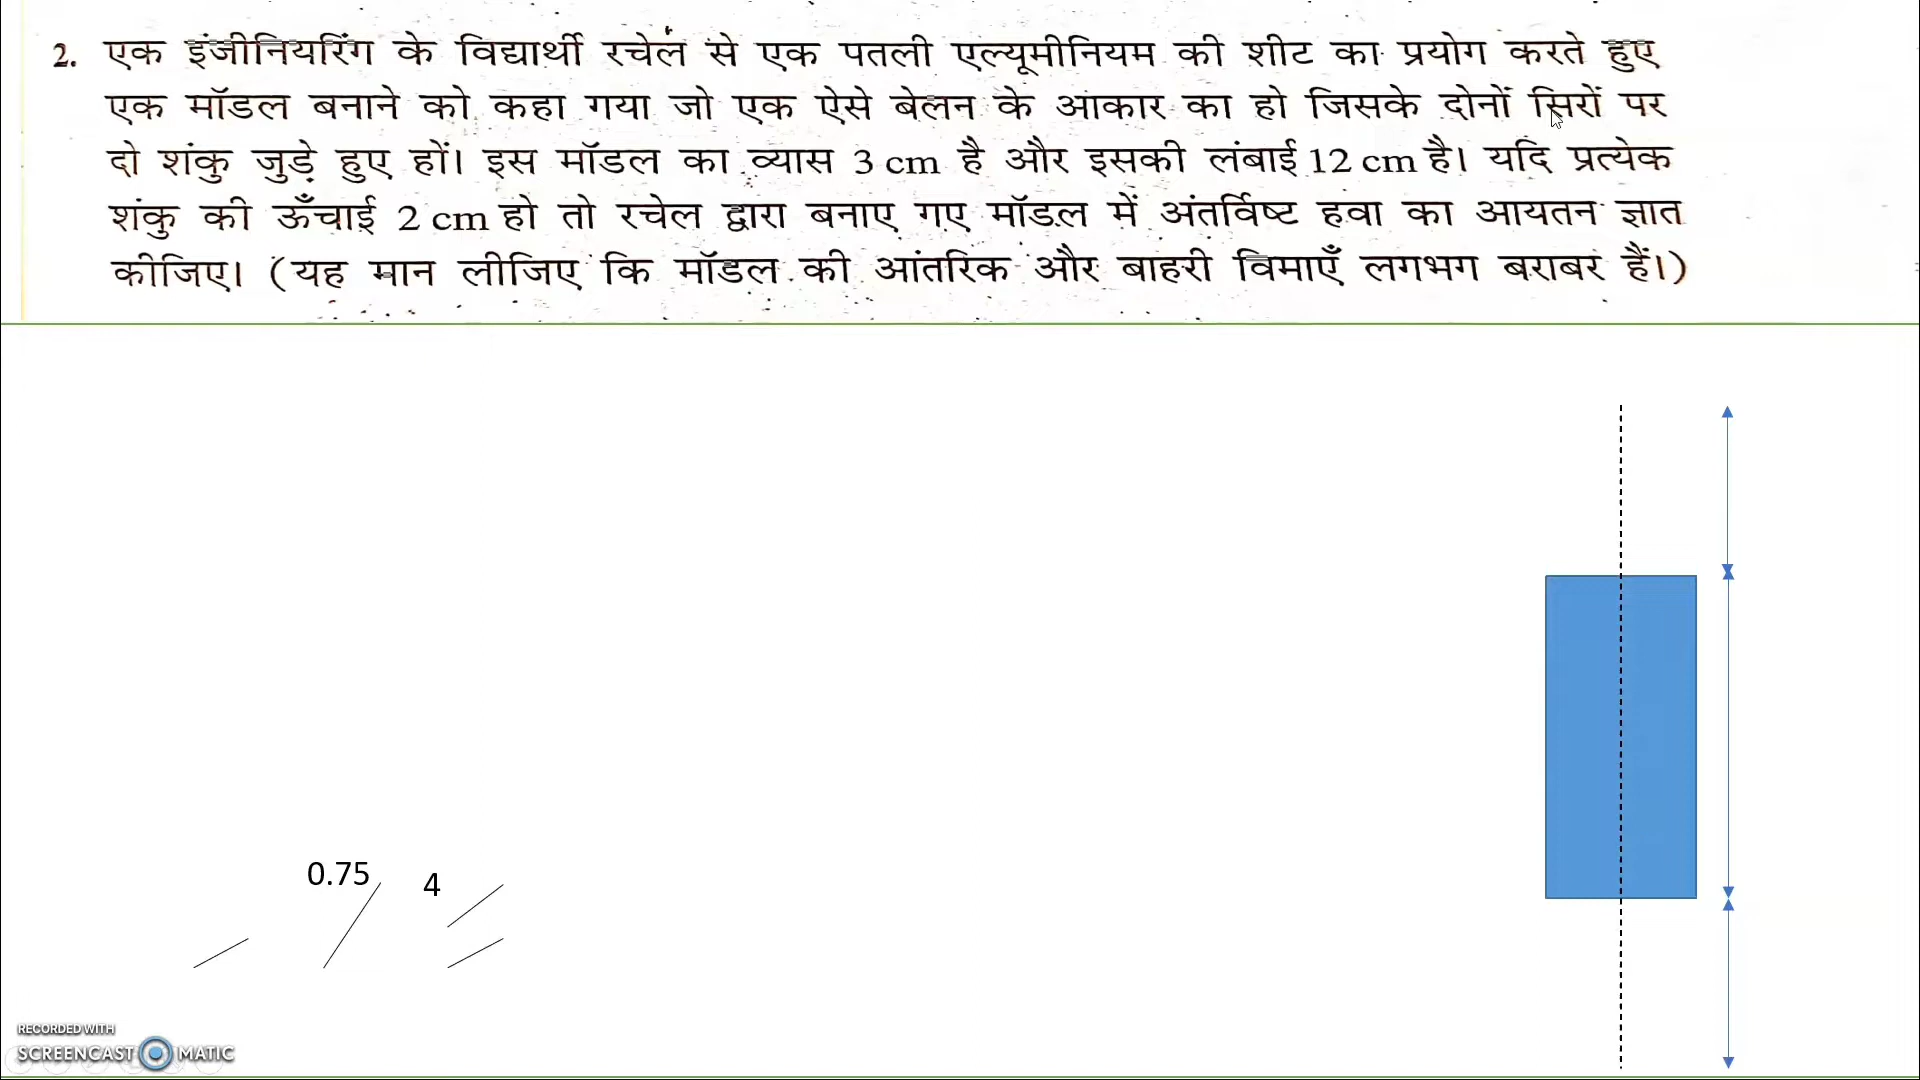 2. एक इंजीनियरिंग के विद्यार्थी रचेल से एक पतली एल्यूमीनियम की शीट का प्रयोग करते हुए
एक मॉडल बनाने को कहा गया जो एक ऐसे बेलन के आकार का हो जिसके दोनों सिरों पर
दो शंकु जुड़े हुए हों। इस मॉडल का व्यास 3 cm है और इसकी लंबाई 12 cm है। यदि प्रत्येक
शंकु की ऊँचाई 2 cm हो तो रचेल द्वारा बनाए गए मॉडल में अंतर्विष्ट हवा का आयतन ज्ञात
कीजिए। (यह मान लीजिए कि मॉडल की आंतरिक और बाहरी विमाएँ लगभग बराबर हैं।)
0.75 4
RECORDED WITH
SCREENCAST MATIC